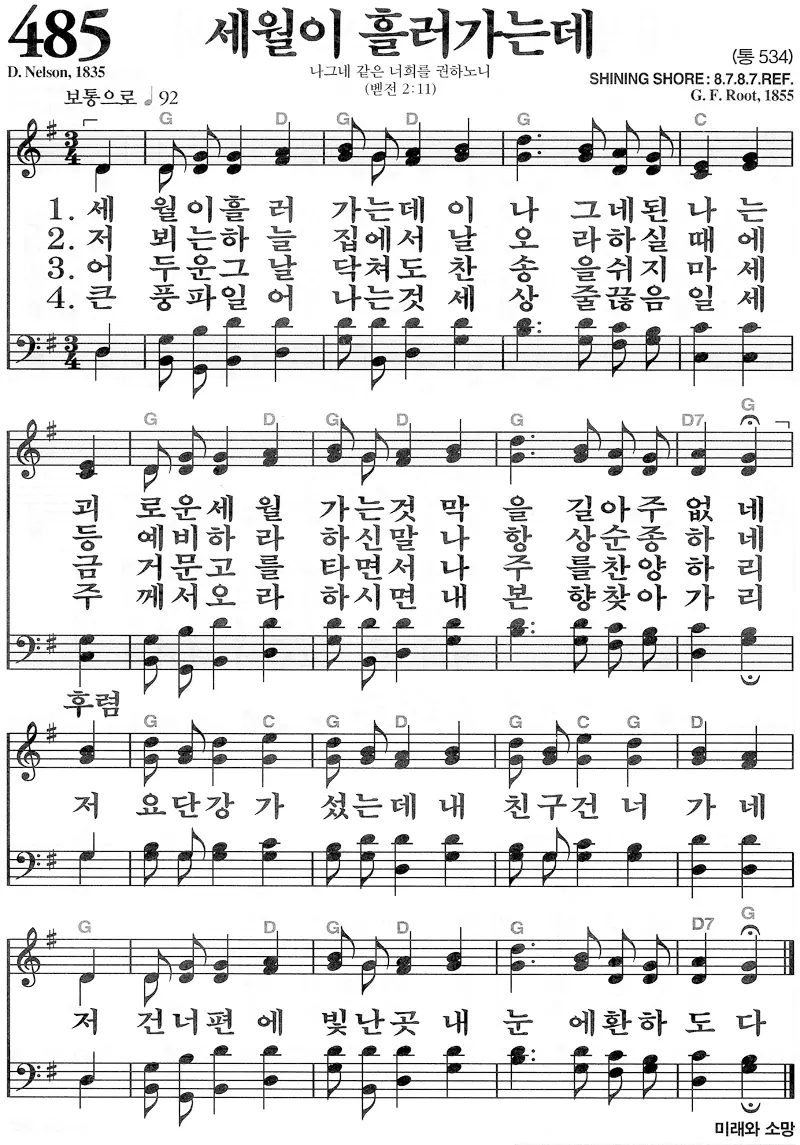 485
세월이 흘러가는데
(통 534)
D. Nelson, 1835
나그네 같은 너희를 권하노니
SHINING SHORE : 8.7.8.7.REF.
(벧전 2:11)
G. F. Root, 1855
보통으로 ♩ 92
G D G D G C
3/4
1. 세 월이흘 러 가는데 이 나 그네된 나 는
2. 저 뵈는하 늘 집에서 날 오 라하실 때 에
3. 어 두운그 날 닥쳐도 찬 송 을쉬지 마 세
4. 큰 풍파일 어 나는것 세 상 줄끊음 일 세
3/4
G D G D G D7 G
괴 로운세 월 가는것 막 을 길아주 없 네
등 예비하 라 하신말 나 항 상순종 하 네
금 거문고 를 타면서 나 주 를찬양 하 리
주 께서오 라 하시면 내 본 향찾아 가 리
후렴
G C G D G C G D
저 요단강 가 섰는데 내 친구건 너 가 네
G D G D G D7 G
저 건너편 에 빛난곳 내 눈 에환하 도 다
미래와 소망